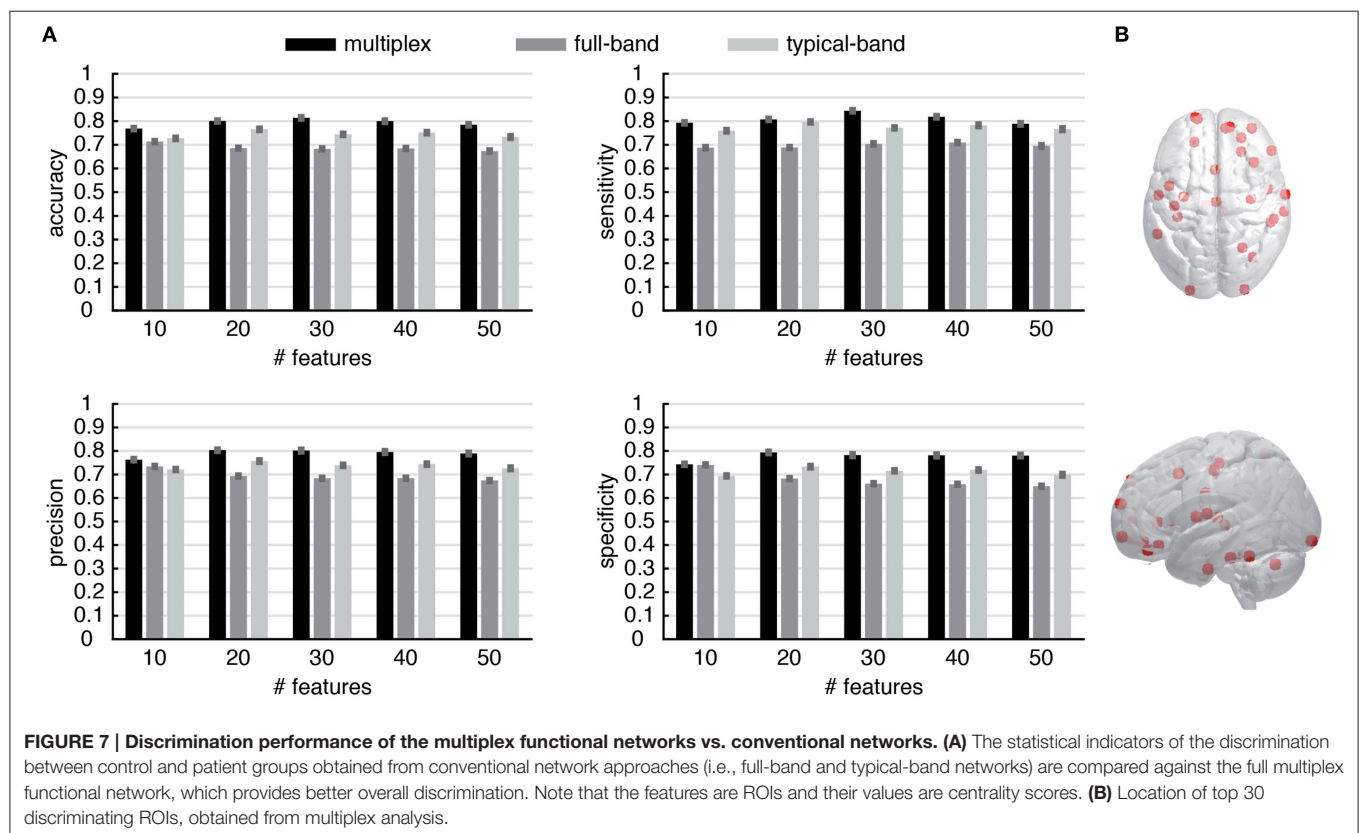 A
multiplex full-band typical-band
B
1
0.9
0.8
0.7
0.6
0.5
0.4
0.3
0.2
0.1
0
accuracy
10 20 30 40 50
# features
1
0.9
0.8
0.7
0.6
0.5
0.4
0.3
0.2
0.1
0
sensitivity
10 20 30 40 50
# features
1
0.9
0.8
0.7
0.6
0.5
0.4
0.3
0.2
0.1
0
precision
10 20 30 40 50
# features
1
0.9
0.8
0.7
0.6
0.5
0.4
0.3
0.2
0.1
0
specificity
10 20 30 40 50
# features
FIGURE 7 | Discrimination performance of the multiplex functional networks vs. conventional networks. (A) The statistical indicators of the discrimination
between control and patient groups obtained from conventional network approaches (i.e., full-band and typical-band networks) are compared against the full multiplex
functional network, which provides better overall discrimination. Note that the features are ROIs and their values are centrality scores. (B) Location of top 30
discriminating ROIs, obtained from multiplex analysis.